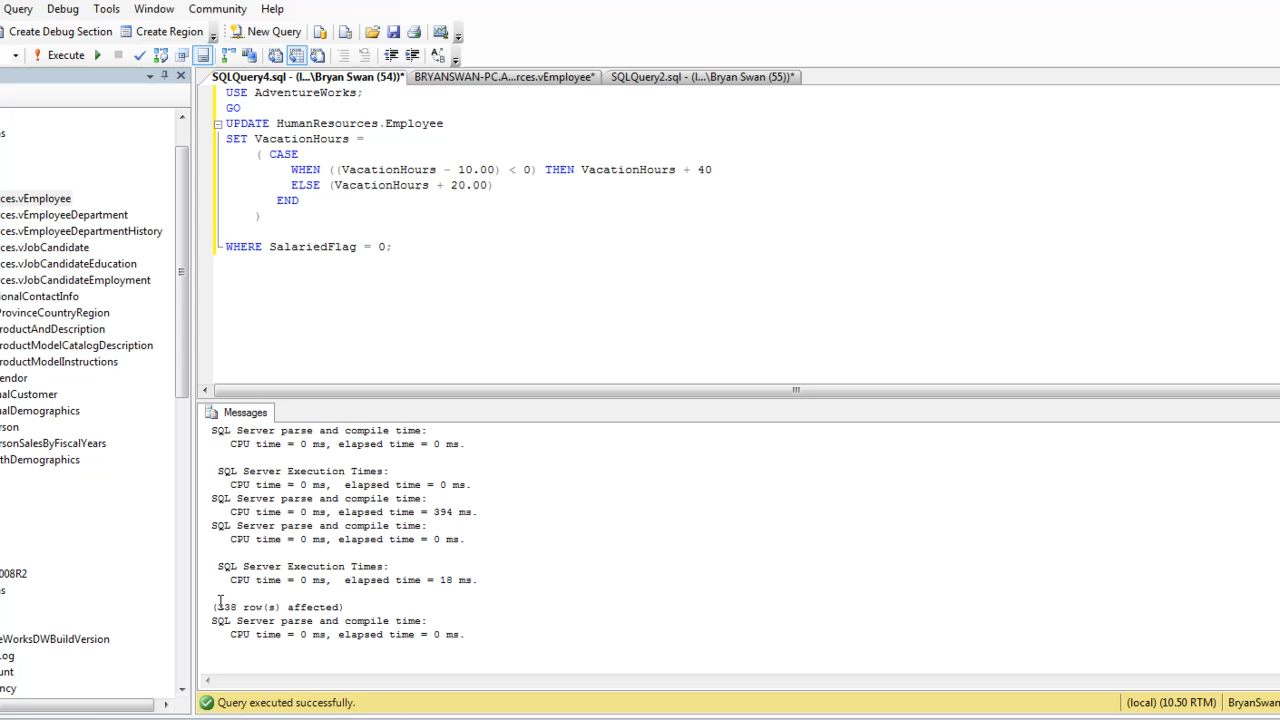 Query Debug Tools Window Community Help
Create Debug Section Create Region New Query
Execute
SQLQuery4.sql - (l...\Bryan Swan (54))* BRYANSWAN-PC.A...rces.vEmployee* SQLQuery2.sql - (l...\Bryan Swan (55))*
USE AdventureWorks;
GO
UPDATE HumanResources.Employee
SET VacationHours =
( CASE
WHEN ((VacationHours - 10.00) < 0) THEN VacationHours + 40
ELSE (VacationHours + 20.00)
END
)
WHERE SalariedFlag = 0;
s
rces.vEmployee
rces.vEmployeeDepartment
rces.vEmployeeDepartmentHistory
rces.vJobCandidate
rces.vJobCandidateEducation
rces.vJobCandidateEmployment
ionalContactInfo
ProvinceCountryRegion
roductAndDescription
roductModelCatalogDescription
roductModelInstructions
endor
ualCustomer
ualDemographics
erson
rsonSalesByFiscalYears
thDemographics
008R2
s
eWorksDWBuildVersion
Log
unt
ncy
Messages
SQL Server parse and compile time:
CPU time = 0 ms, elapsed time = 0 ms.
SQL Server Execution Times:
CPU time = 0 ms, elapsed time = 0 ms.
SQL Server parse and compile time:
CPU time = 0 ms, elapsed time = 394 ms.
SQL Server parse and compile time:
CPU time = 0 ms, elapsed time = 0 ms.
SQL Server Execution Times:
CPU time = 0 ms, elapsed time = 18 ms.
row(s) affected)
SQL Server parse and compile time:
CPU time = 0 ms, elapsed time = 0 ms.
Query executed successfully. (local) (10.50 RTM) BryanSwan